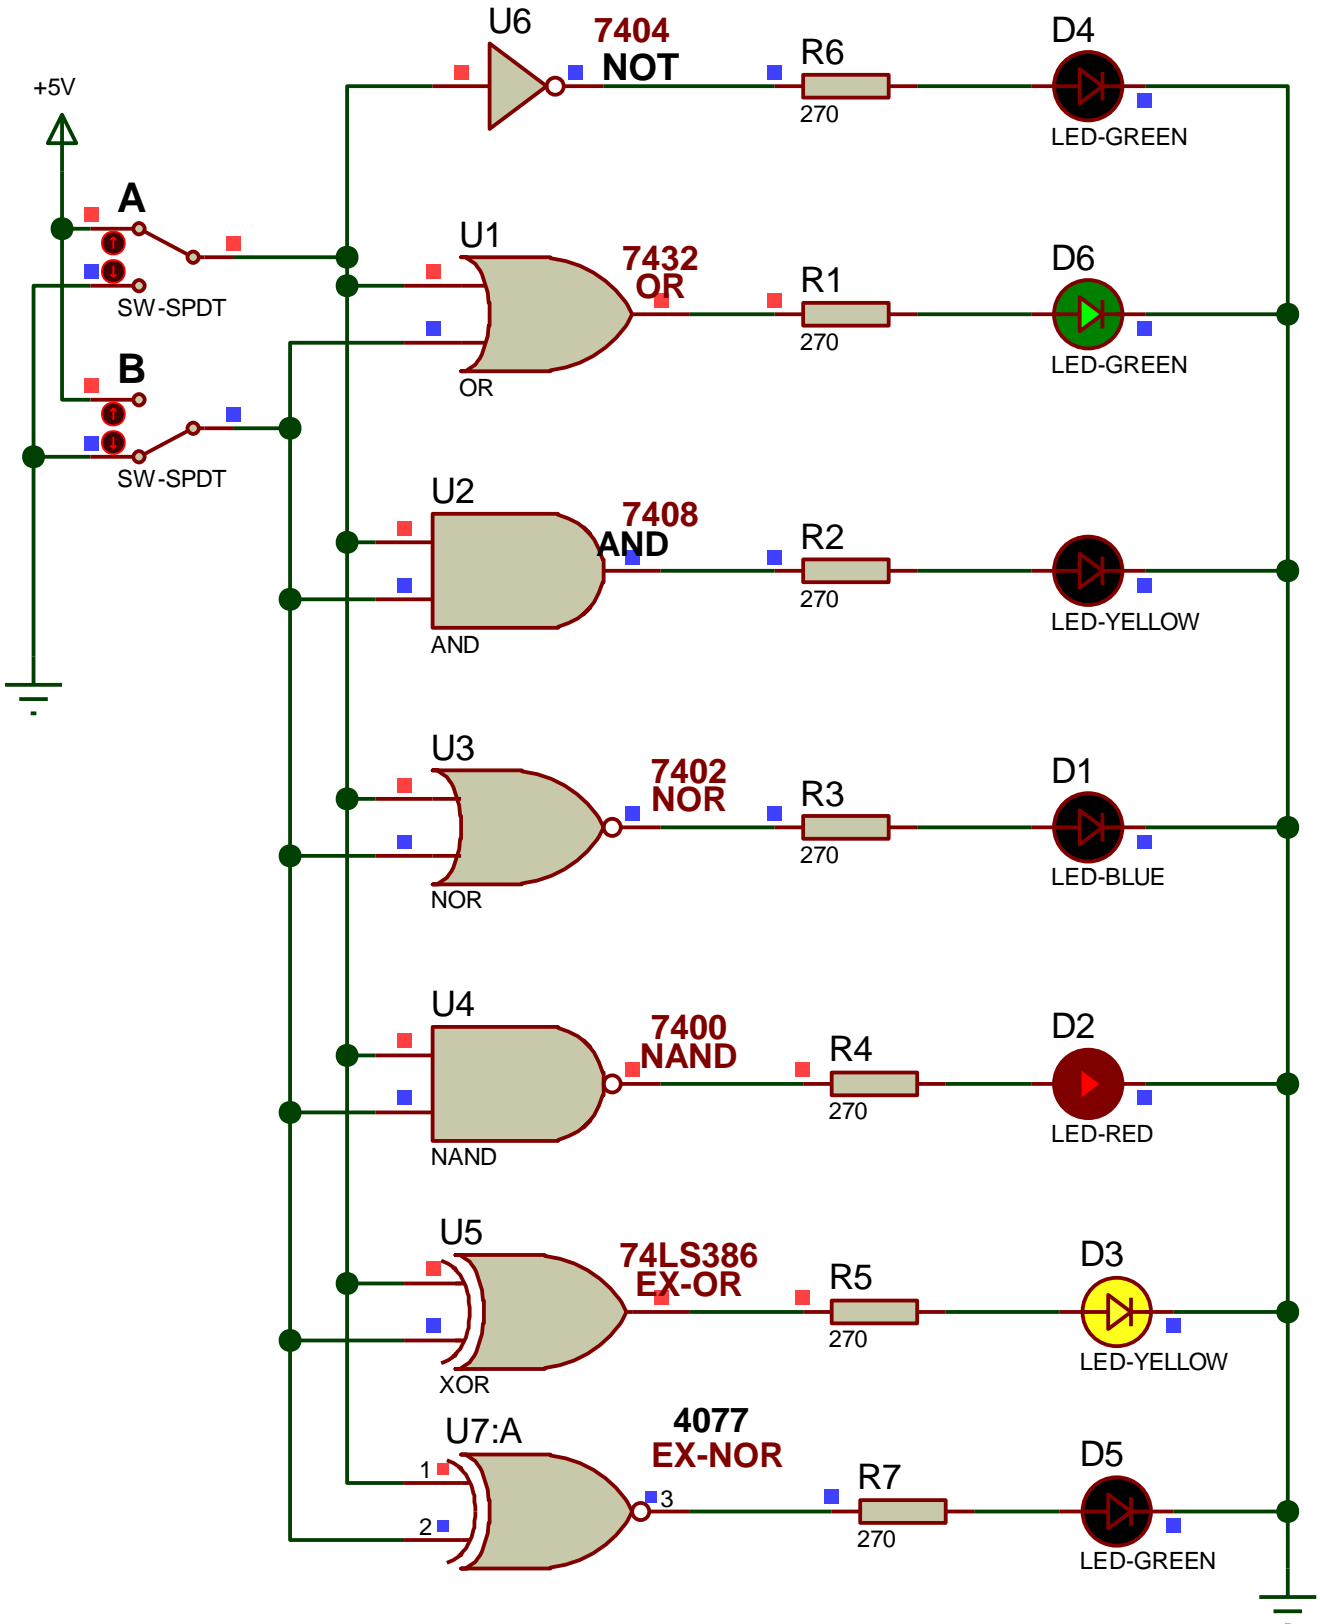 U6
7404
NOT
R6
270
D4
LED-GREEN
+5V
A
SW-SPDT
U1
7432
OR
OR
R1
270
D6
LED-GREEN
B
SW-SPDT
U2
7408
AND
AND
R2
270
LED-YELLOW
U3
7402
NOR
NOR
R3
270
D1
LED-BLUE
U4
7400
NAND
NAND
R4
270
D2
LED-RED
U5
74LS386
EX-OR
XOR
R5
270
D3
LED-YELLOW
U7:A
4077
EX-NOR
1
2
3
R7
270
D5
LED-GREEN